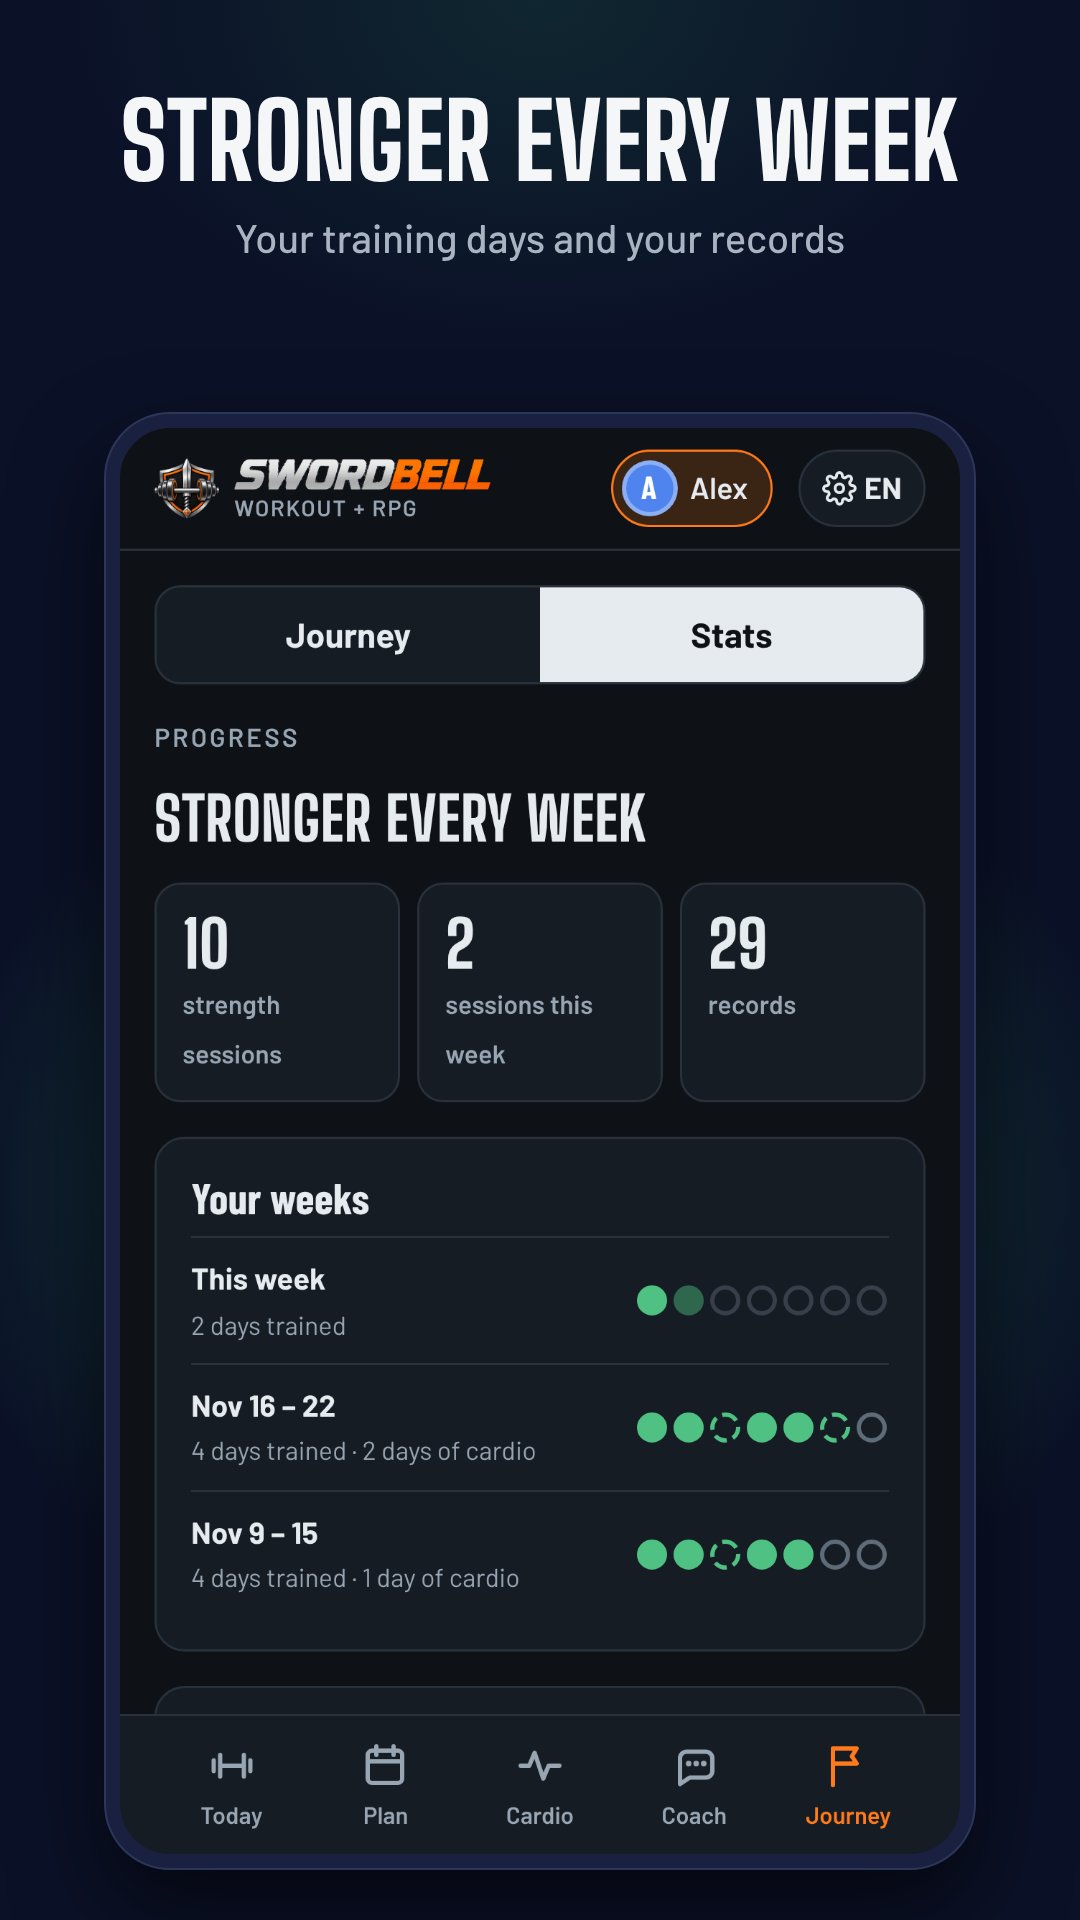 STRONGER EVERY WEEK
Your training days and your records
SWORDBELL
WORKOUT + RPG
A
Alex
EN
Journey
Stats
PROGRESS
STRONGER EVERY WEEK
10
strength
sessions
2
sessions this
week
29
records
Your weeks
This week
2 days trained
Nov 16 – 22
4 days trained · 2 days of cardio
Nov 9 – 15
4 days trained · 1 day of cardio
Today
Plan
Cardio
Coach
Journey